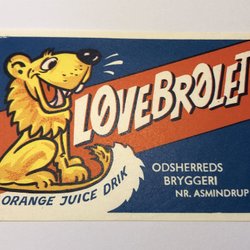 LØVEBRØLET
ODSHERREDS
BRYGGERI
NR. ASMINDRUP
ORANGE JUICE DRIK